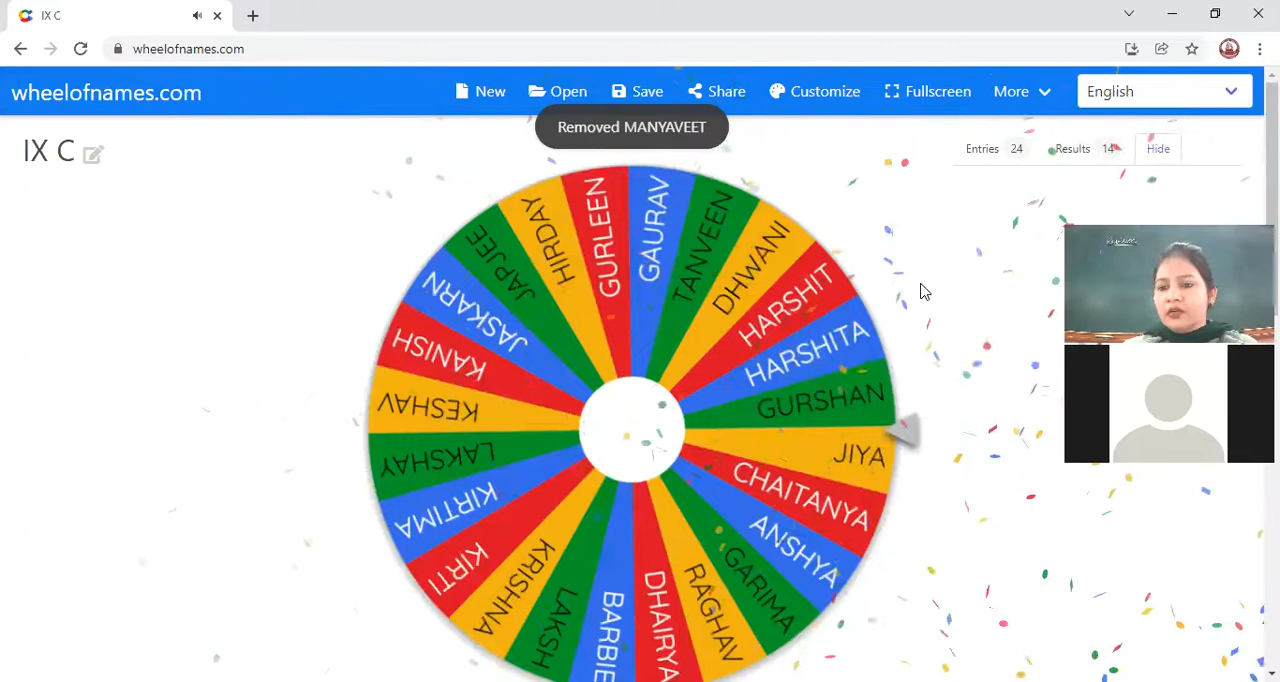 IX C
wheelofnames.com
wheelofnames.com
New
Open
Save
Share
Customize
Fullscreen
More
English
Removed MANYAVEET
IX C
Entries 24
Results 14
Hide
GAURAV
TANVEEN
DHWANI
HARSHIT
HARSHITA
GURSHAN
JIYA
CHAITANYA
ANSHYA
GARIMA
RAGHAV
DHAIRYA
BARBIE
LAKSH
KRISHNA
KIRTI
KIRTIMA
LAKSHAY
KESHAV
KANISH
JASKARN
JAPJEE
HIRDAY
GURLEEN
Revision